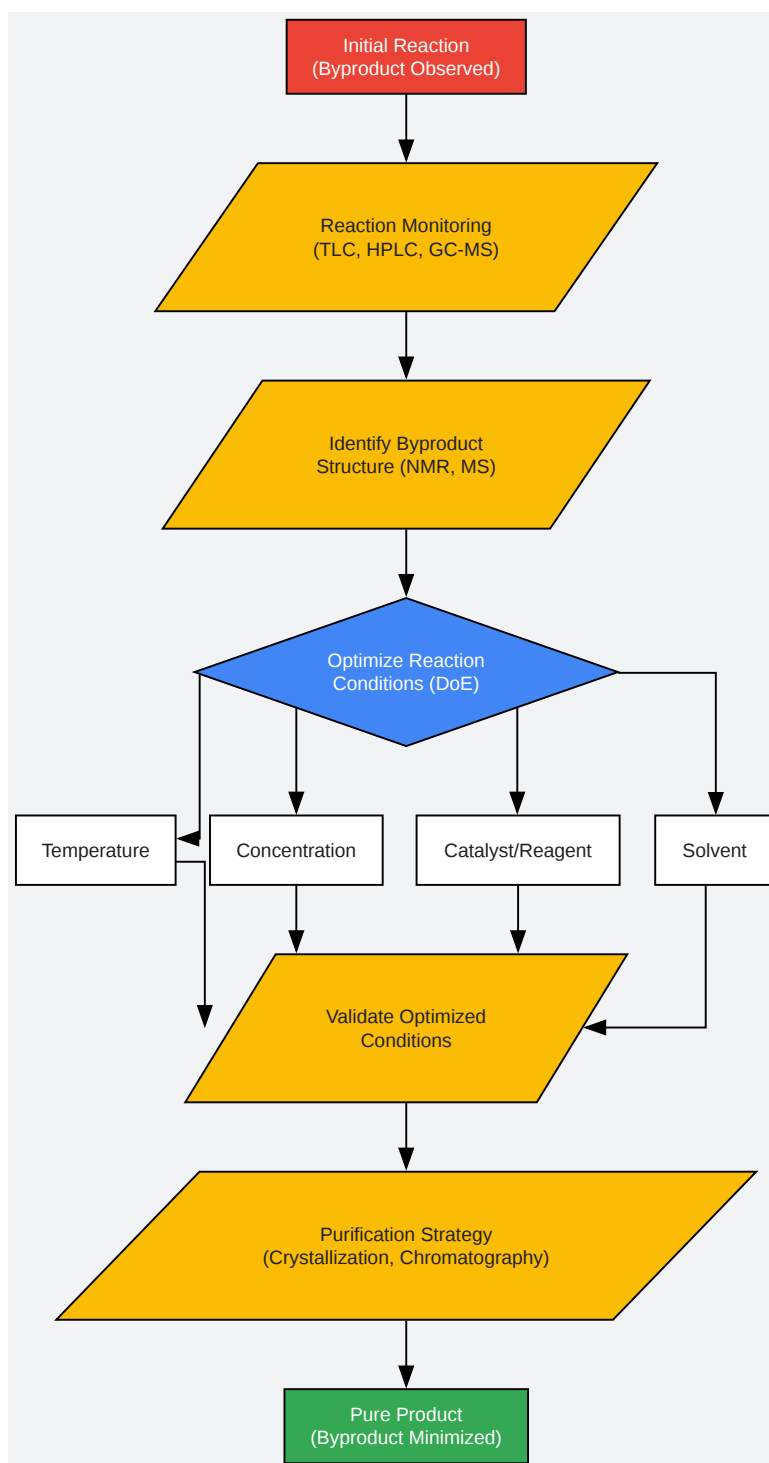 Initial Reaction
(Byproduct Observed)
Reaction Monitoring
(TLC, HPLC, GC-MS)
Identify Byproduct
Structure (NMR, MS)
Optimize Reaction
Conditions (DoE)
Temperature
Concentration
Catalyst/Reagent
Solvent
Validate Optimized
Conditions
Purification Strategy
(Crystallization, Chromatography)
Pure Product
(Byproduct Minimized)